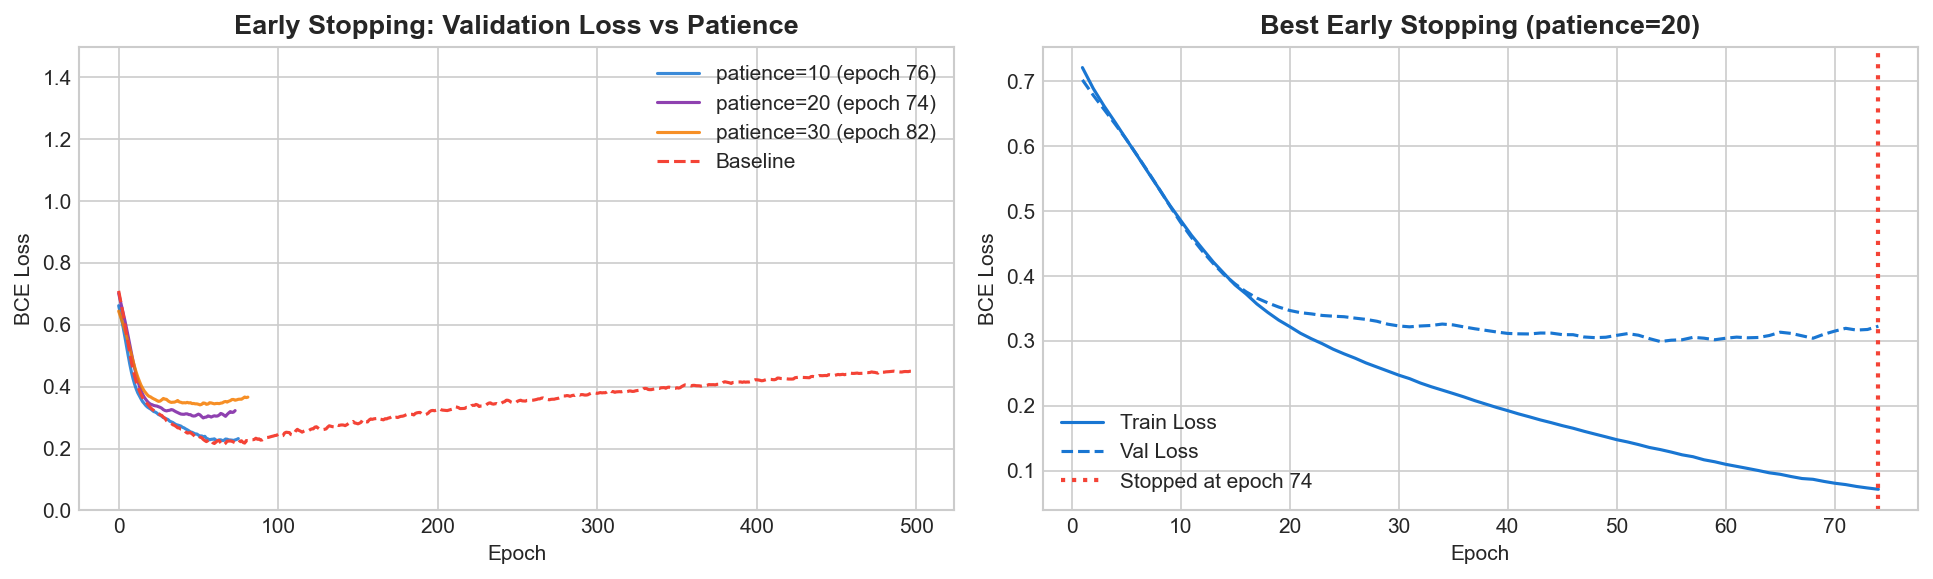 Early Stopping: Validation Loss vs Patience
1.4
1.2
1.0
0.8
0.6
0.4
0.2
0.0
BCE Loss
patience=10 (epoch 76)
patience=20 (epoch 74)
patience=30 (epoch 82)
Baseline
0 100 200 300 400 500
Epoch
Best Early Stopping (patience=20)
0.7
0.6
0.5
0.4
0.3
0.2
0.1
BCE Loss
Train Loss
Val Loss
Stopped at epoch 74
0 10 20 30 40 50 60 70
Epoch